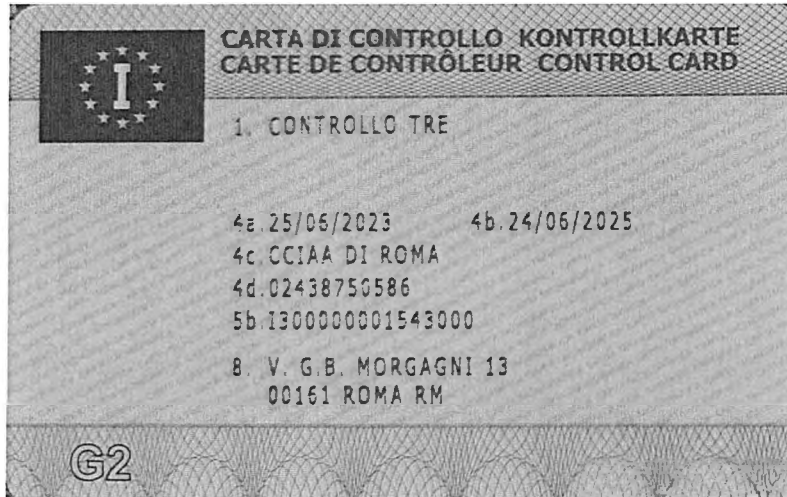 I
CARTA DI CONTROLLO KONTROLLKARTE
CARTE DE CONTRÔLEUR CONTROL CARD
1. CONTROLLO TRE
4a.25/06/2023 4b.24/06/2025
4c.CCIAA DI ROMA
4d.02438750586
5b.I300000001543000
8. V. G.B. MORGAGNI 13
00161 ROMA RM
G2